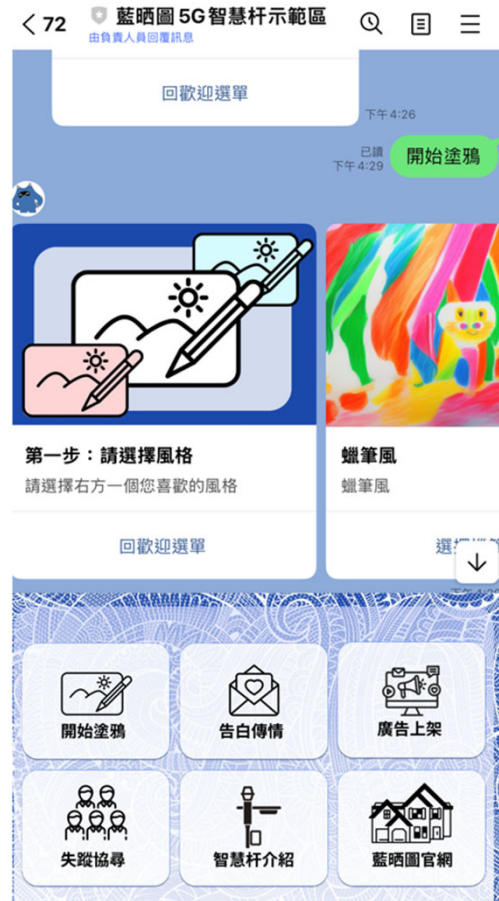 72
藍晒圖 5G智慧杆示範區
由負責人員回覆訊息
回歡迎選單
下午 4:26
已讀
下午 4:29
開始塗鴉
第一步：請選擇風格
請選擇右方一個您喜歡的風格
回歡迎選單
蠟筆風
蠟筆風
開始塗鴉
告白傳情
廣告上架
失蹤協尋
智慧杆介紹
藍晒圖官網